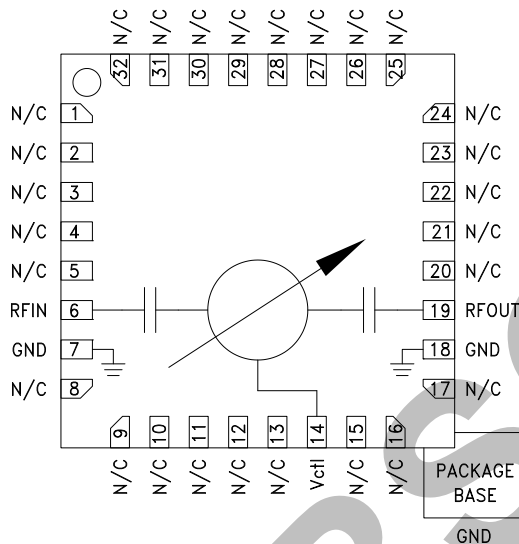 N/C N/C N/C N/C N/C N/C N/C N/C
32 31 30 29 28 27 26 25
N/C 1 24 N/C
N/C 2 23 N/C
N/C 3 22 N/C
N/C 4 21 N/C
N/C 5 20 N/C
RFIN 6 19 RFOUT
GND 7 18 GND
N/C 8 17 N/C
9 10 11 12 13 14 15 16
N/C N/C N/C N/C N/C Vctl N/C N/C
PACKAGE
BASE
GND